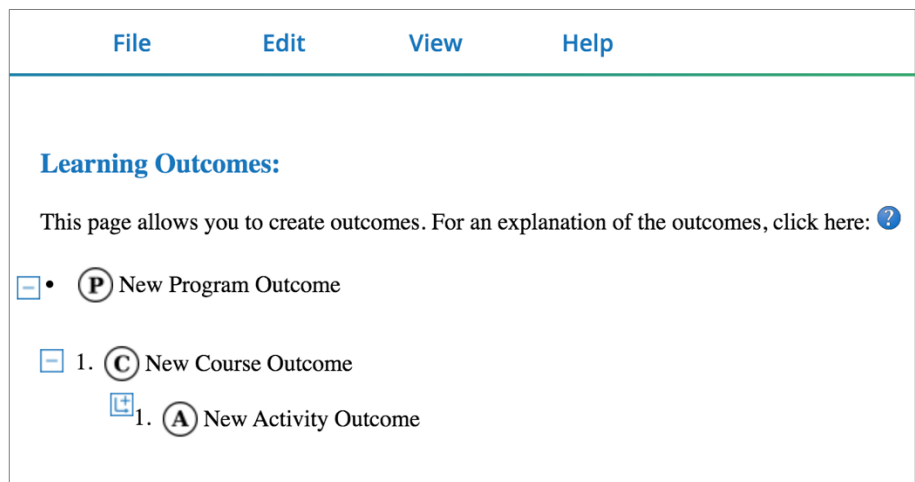 File Edit View Help
Learning Outcomes:
This page allows you to create outcomes. For an explanation of the outcomes, click here: ?
• P New Program Outcome
1. C New Course Outcome
1. A New Activity Outcome